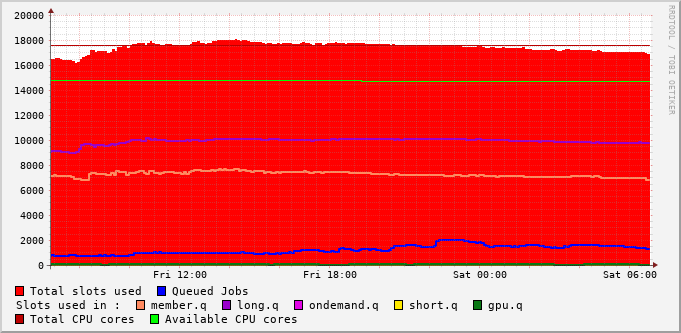 20000
18000
16000
14000
12000
10000
8000
6000
4000
2000
0
Fri 12:00 Fri 18:00 Sat 00:00 Sat 06:00
Total slots used Queued Jobs
Slots used in : member.q long.q ondemand.q short.q gpu.q
Total CPU cores Available CPU cores
RRDTOOL / TOBI OETIKER